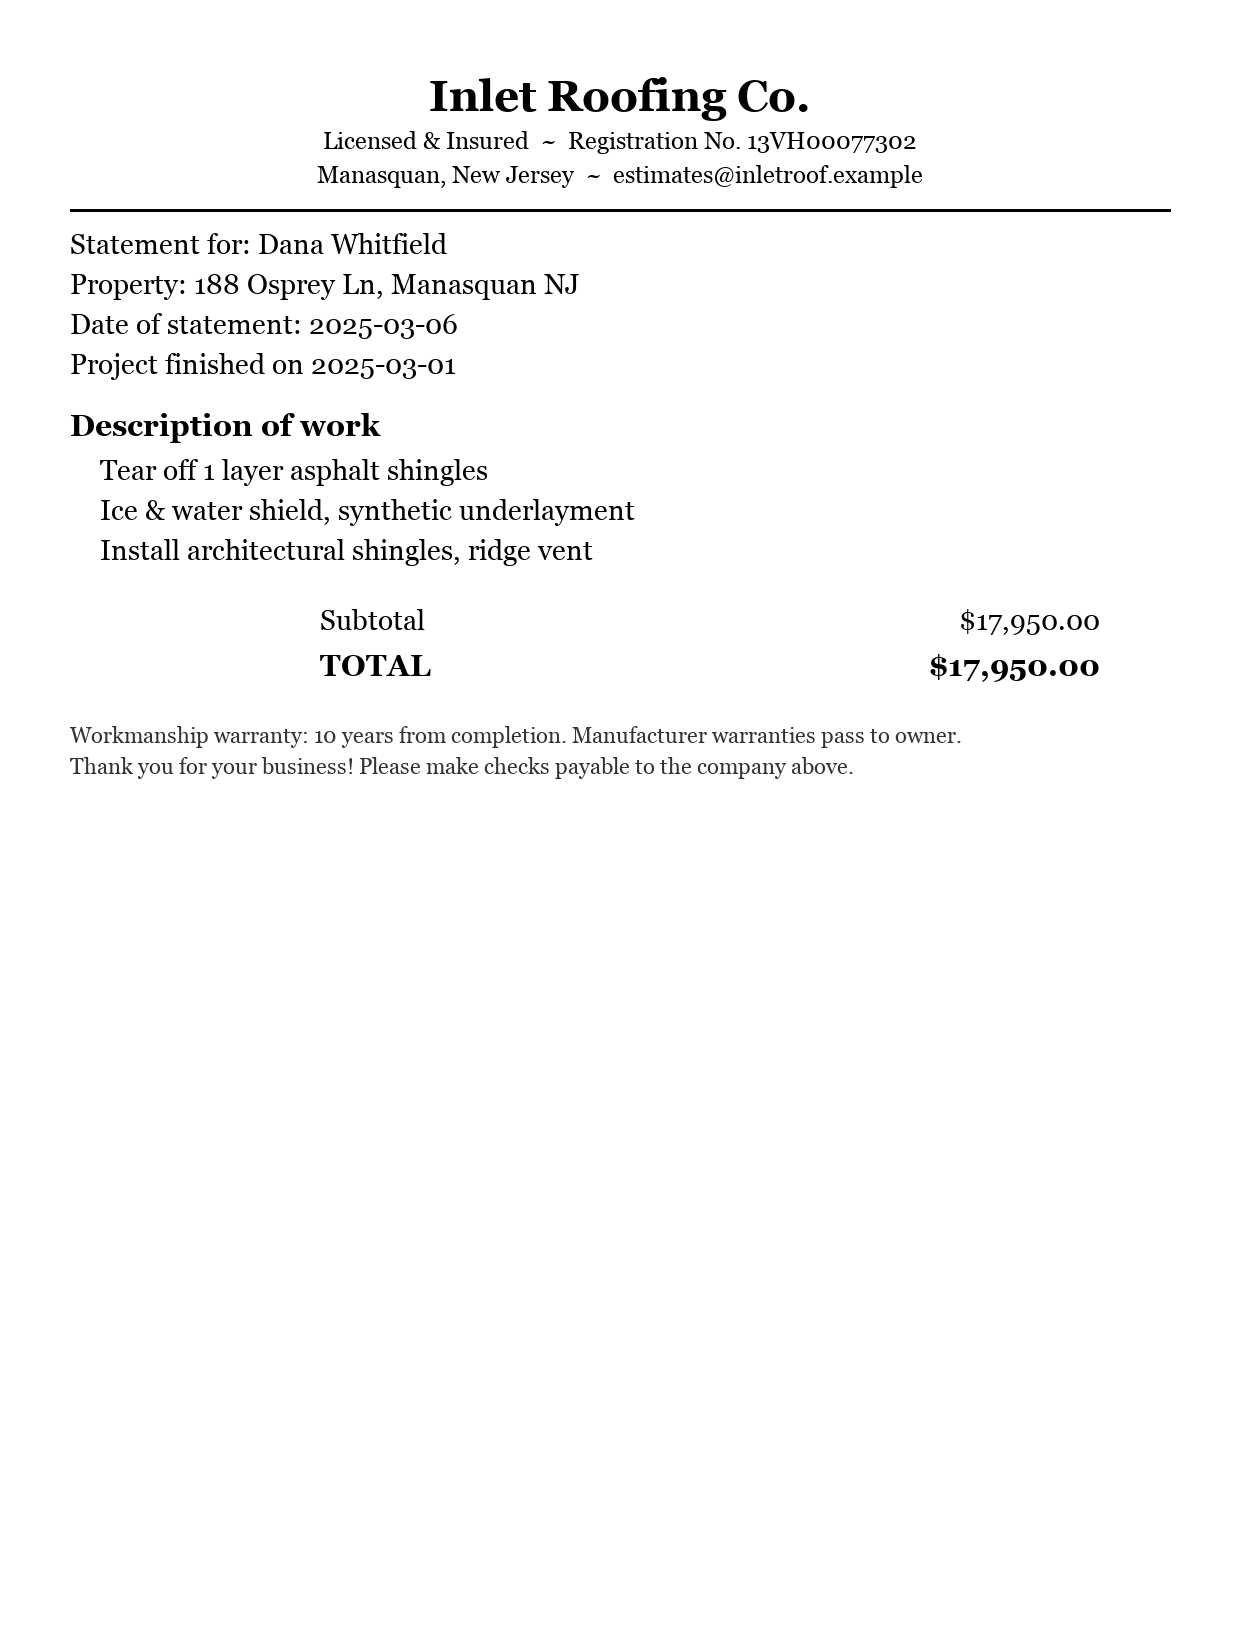 Inlet Roofing Co.
Licensed & Insured ~ Registration No. 13VH00077302
Manasquan, New Jersey ~ estimates@inletroof.example
Statement for: Dana Whitfield
Property: 188 Osprey Ln, Manasquan NJ
Date of statement: 2025-03-06
Project finished on 2025-03-01
Description of work
Tear off 1 layer asphalt shingles
Ice & water shield, synthetic underlayment
Install architectural shingles, ridge vent
Subtotal $17,950.00
TOTAL $17,950.00
Workmanship warranty: 10 years from completion. Manufacturer warranties pass to owner.
Thank you for your business! Please make checks payable to the company above.